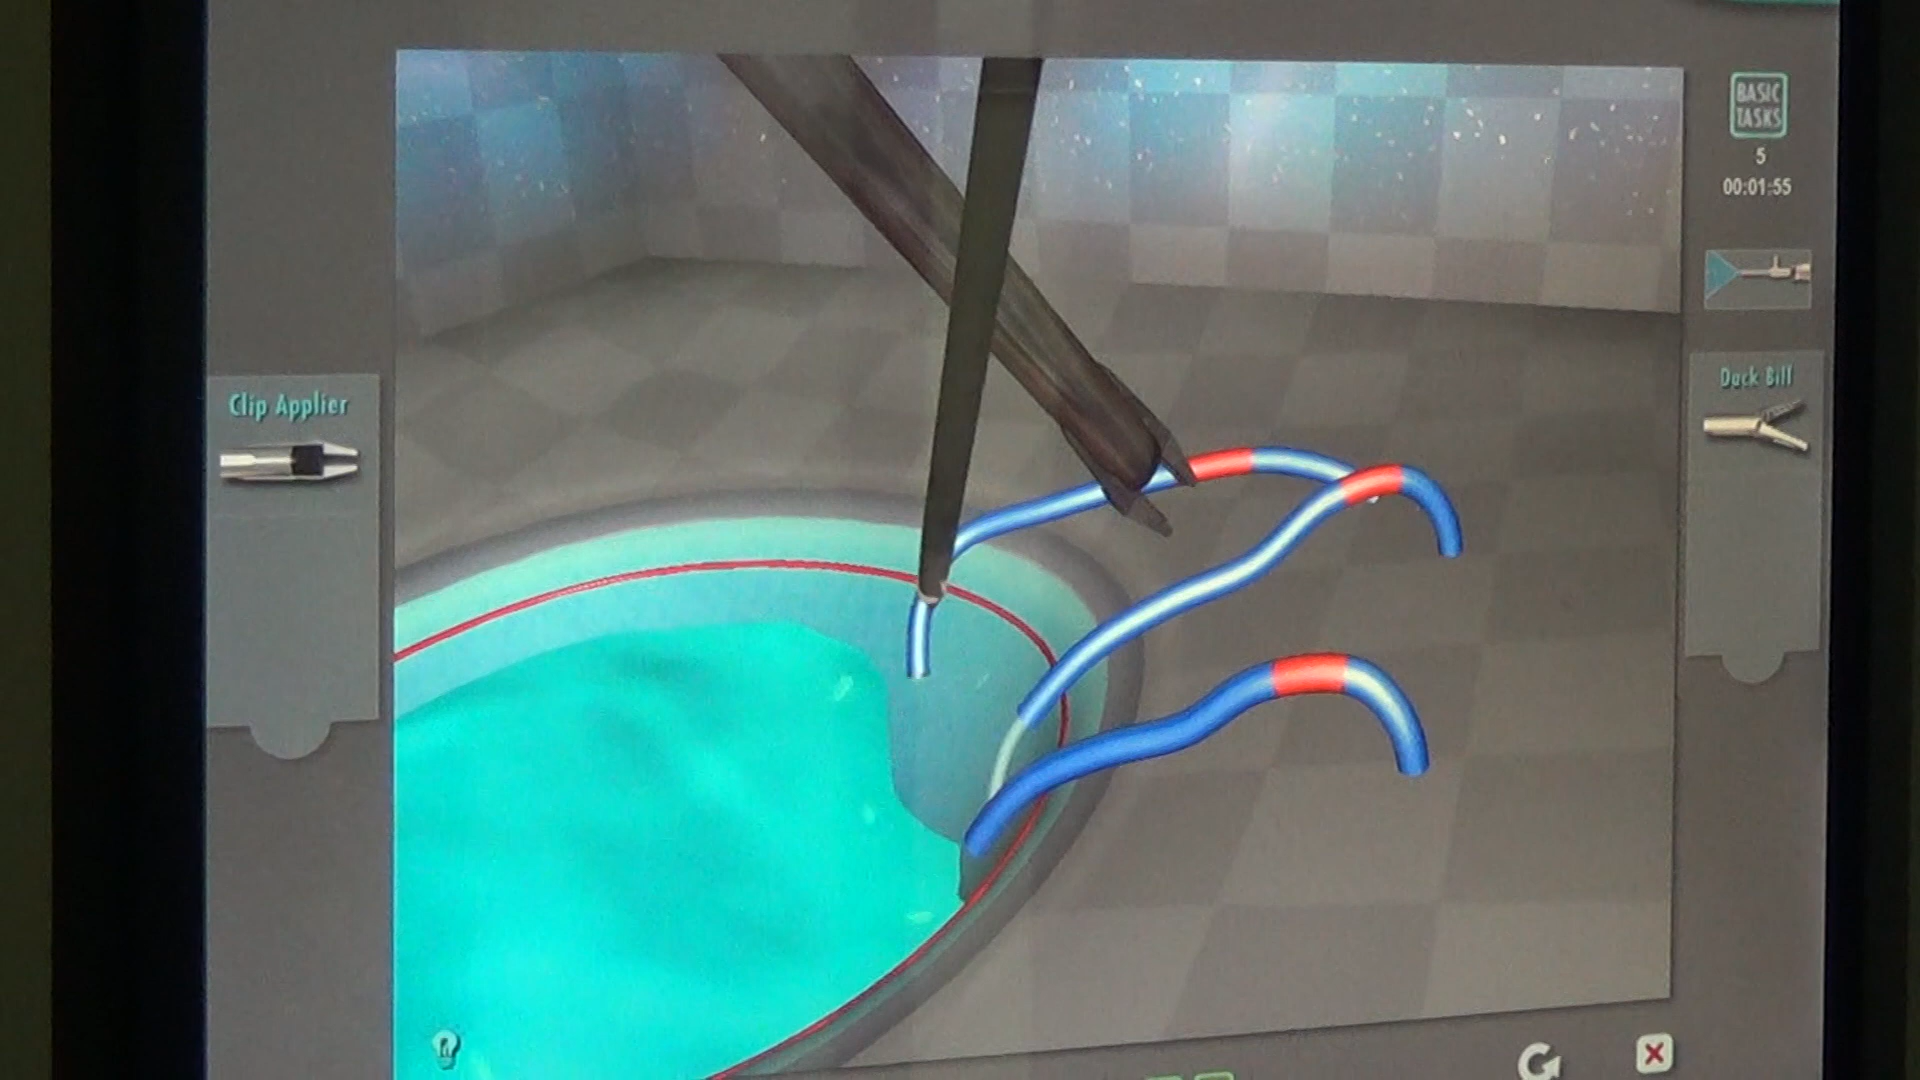 BASIC
TASKS
5
00:01:55
Clip Applier
Duck Bill